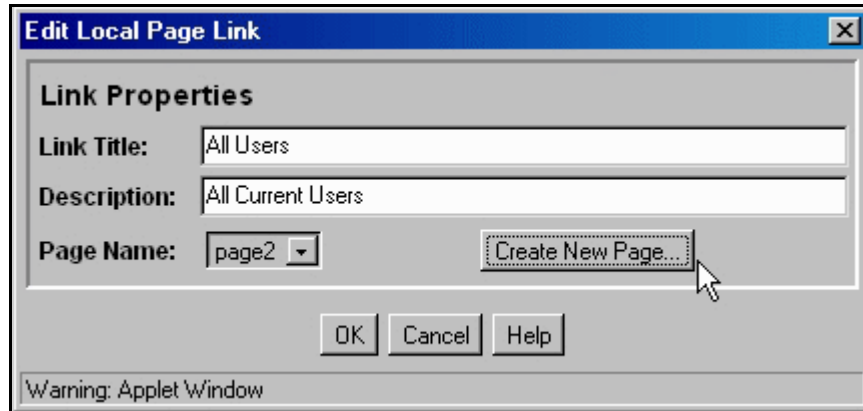 Edit Local Page Link
Link Properties
Link Title: All Users
Description: All Current Users
Page Name: page2 Create New Page...
OK Cancel Help
Warning: Applet Window